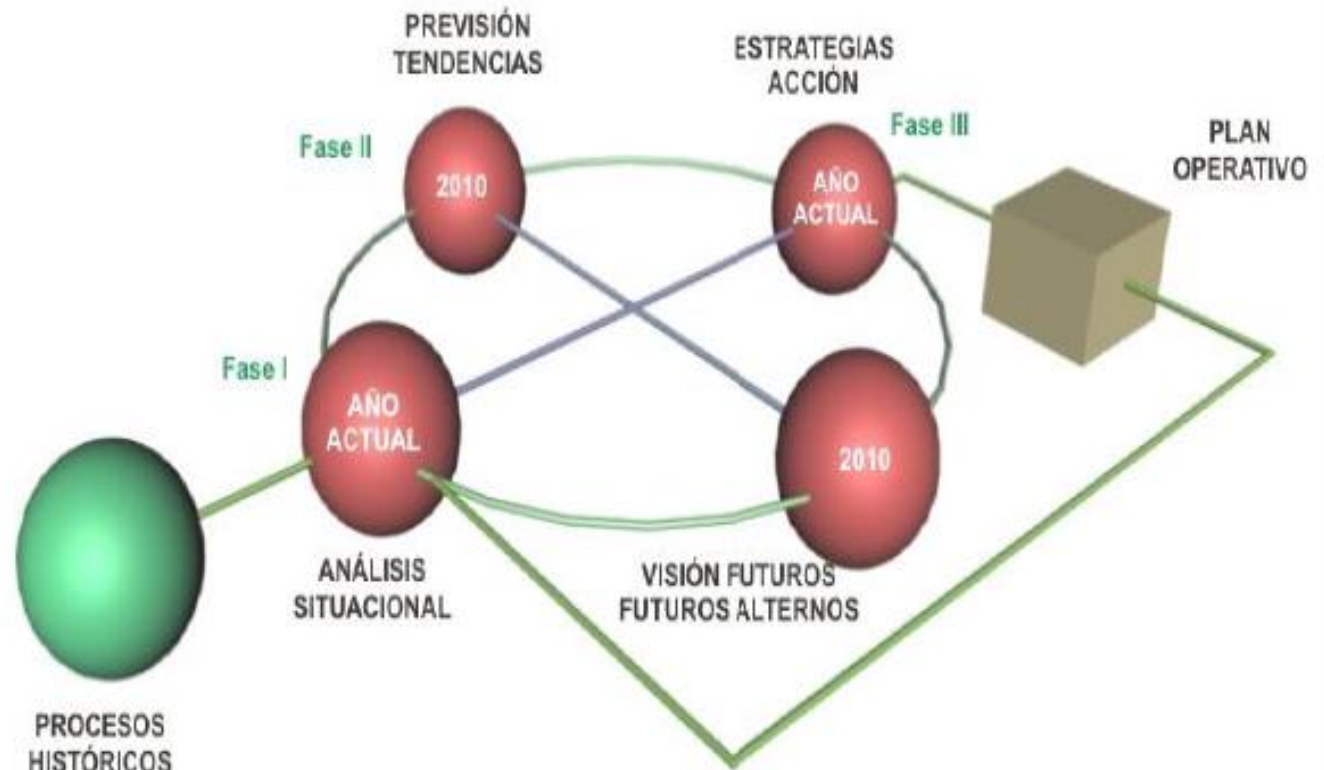 PREVISIÓN
TENDENCIAS
ESTRATEGIAS
ACCIÓN
Fase II
Fase III
PLAN
OPERATIVO
2010
AÑO
ACTUAL
Fase I
AÑO
ACTUAL
2010
ANÁLISIS
SITUACIONAL
VISIÓN FUTUROS
FUTUROS ALTERNOS
PROCESOS
HISTÓRICOS